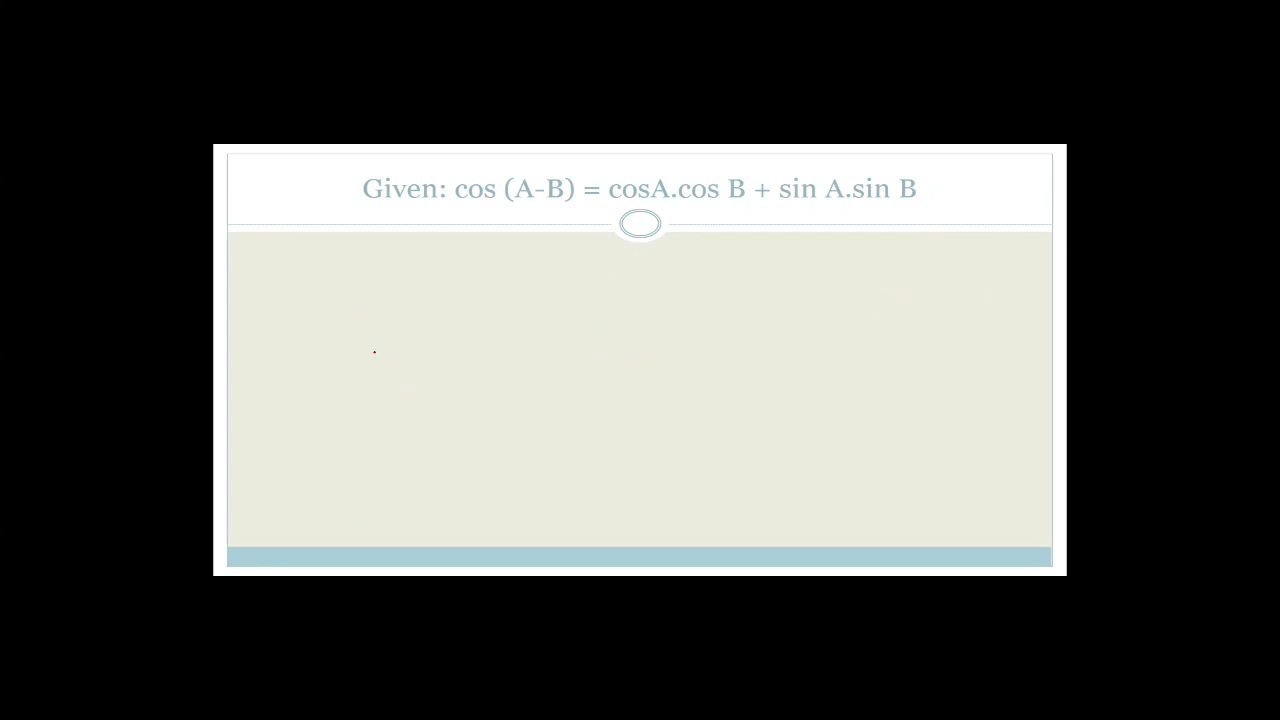 Given: cos (A-B) = cosA.cos B + sin A.sin B